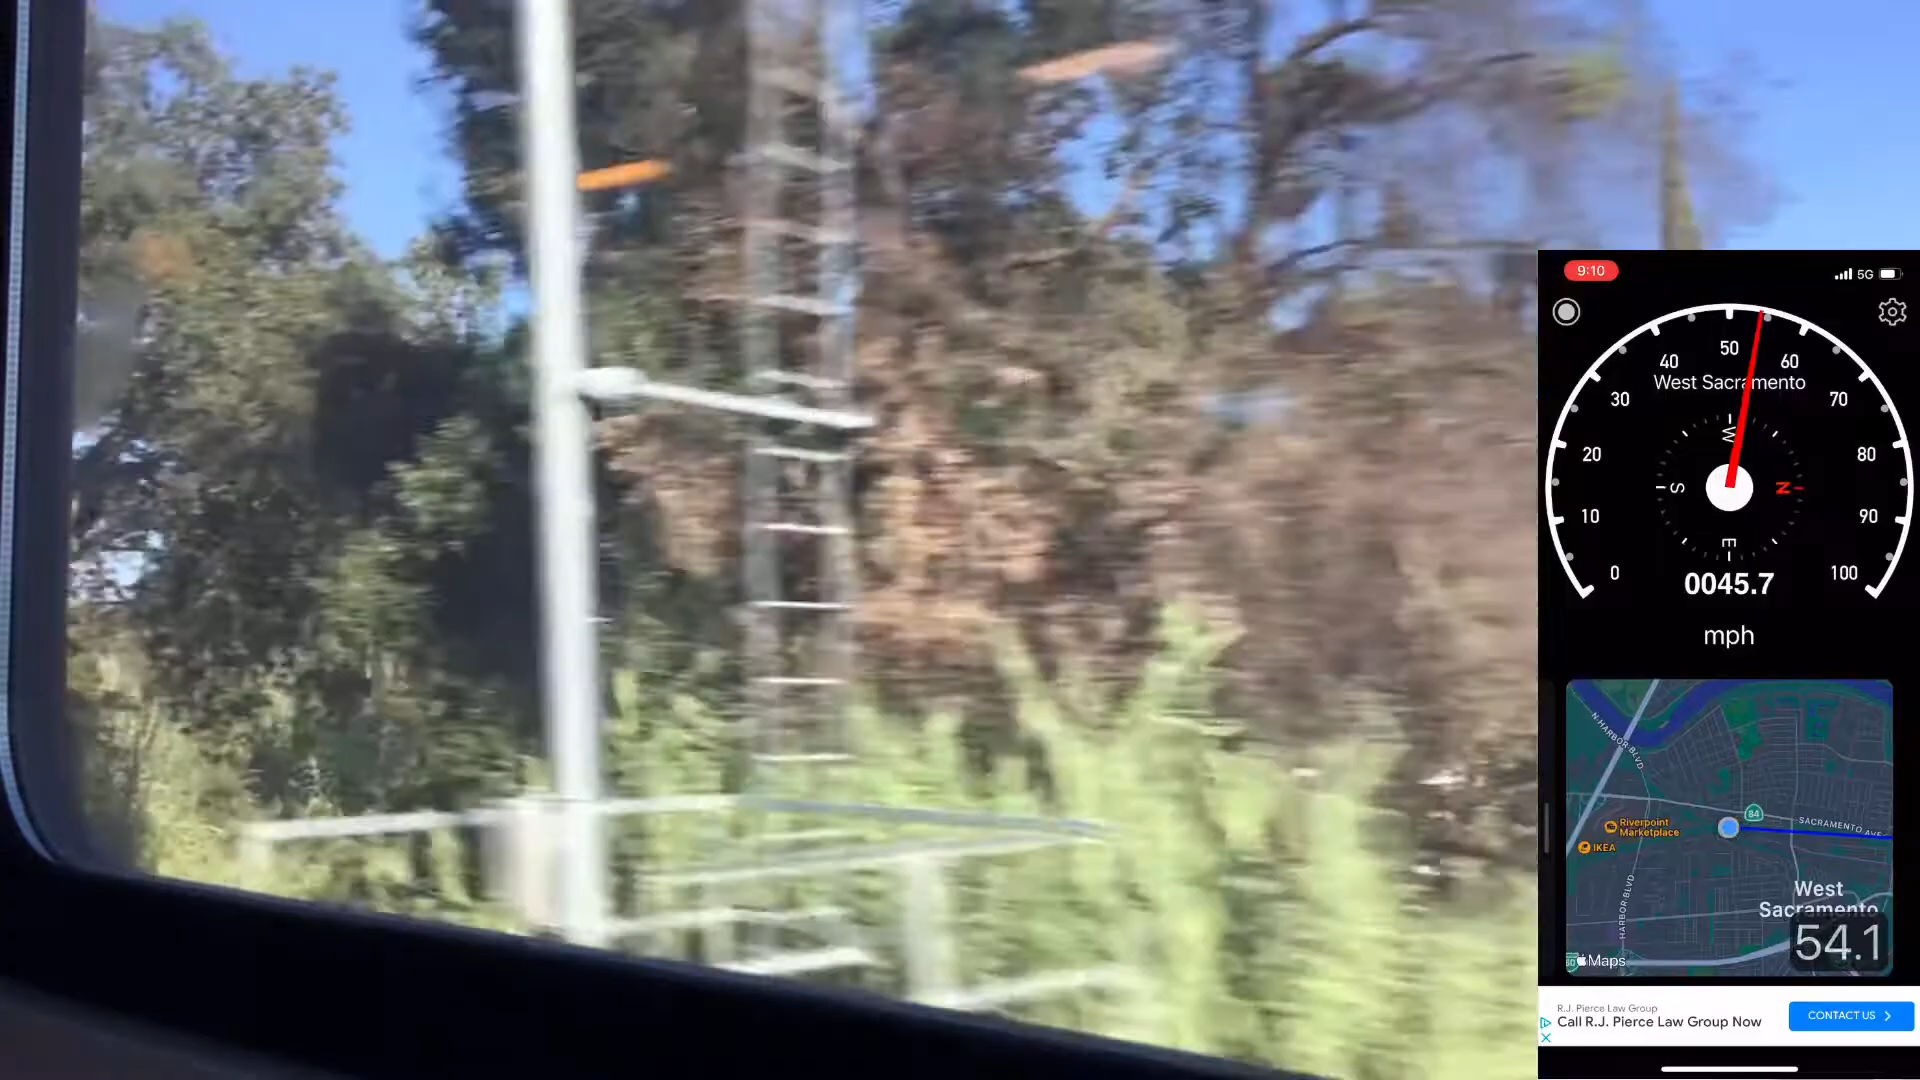 9:10
5G
50
40
60
West Sacramento
30
70
W
20
80
S
N
10
90
E
0
100
0045.7
mph
N HARBOR BLVD
84
SACRAMENTO AVE
Riverpoint
Marketplace
IKEA
HARBOR BLVD
West
Sacramento
54.1
Maps
R.J. Pierce Law Group
Call R.J. Pierce Law Group Now
CONTACT US